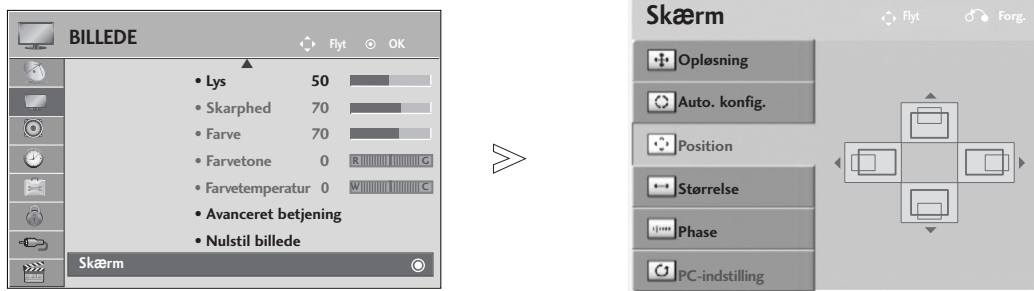 BILLEDE
Flyt OK
• Lys 50
• Skarphed 70
• Farve 70
• Farvetone 0 R G
• Farvetemperatur 0 W C
• Avanceret betjening
• Nulstil billede
Skærm
Skærm
Flyt Forg.
Opløsning
Auto. konfig.
Position
Størrelse
Phase
PC-indstilling